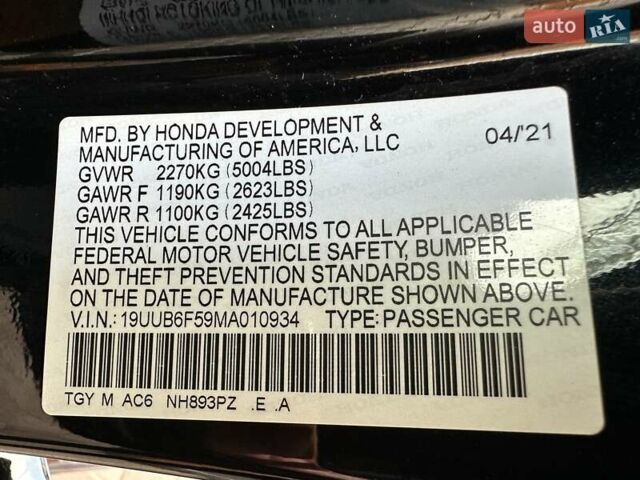 auto RIA.com
MFD. BY HONDA DEVELOPMENT & 04/'21
MANUFACTURING OF AMERICA, LLC
GVWR 2270KG (5004LBS)
GAWR F 1190KG (2623LBS)
GAWR R 1100KG (2425LBS)
THIS VEHICLE CONFORMS TO ALL APPLICABLE
FEDERAL MOTOR VEHICLE SAFETY, BUMPER,
AND THEFT PREVENTION STANDARDS IN EFFECT
ON THE DATE OF MANUFACTURE SHOWN ABOVE.
V.I.N.: 19UUB6F59MA010934 TYPE: PASSENGER CAR
TGY M AC6 NH893PZ .E .A